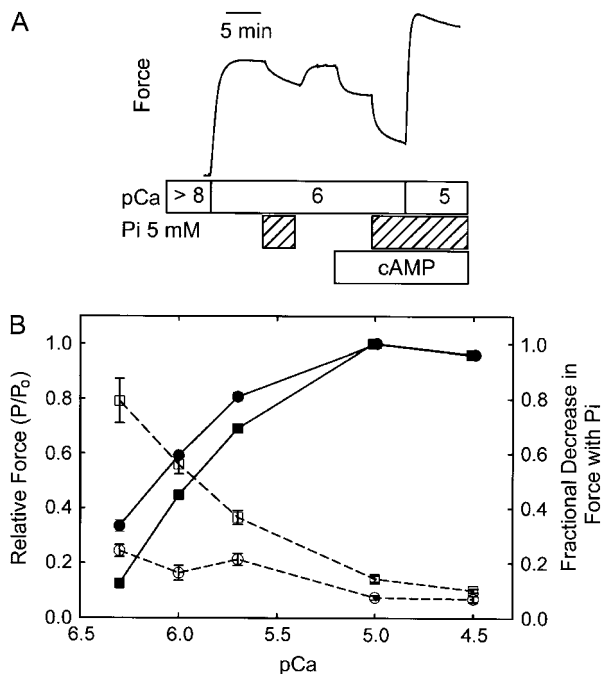 A
5 min
Force
pCa > 8 6 5
Pi 5 mM
cAMP
B
Relative Force (P/P₀)
1.0
0.8
0.6
0.4
0.2
0.0
1.0
0.8
0.6
0.4
0.2
0.0
Fractional Decrease in
Force with Pi
6.5 6.0 5.5 5.0 4.5
pCa